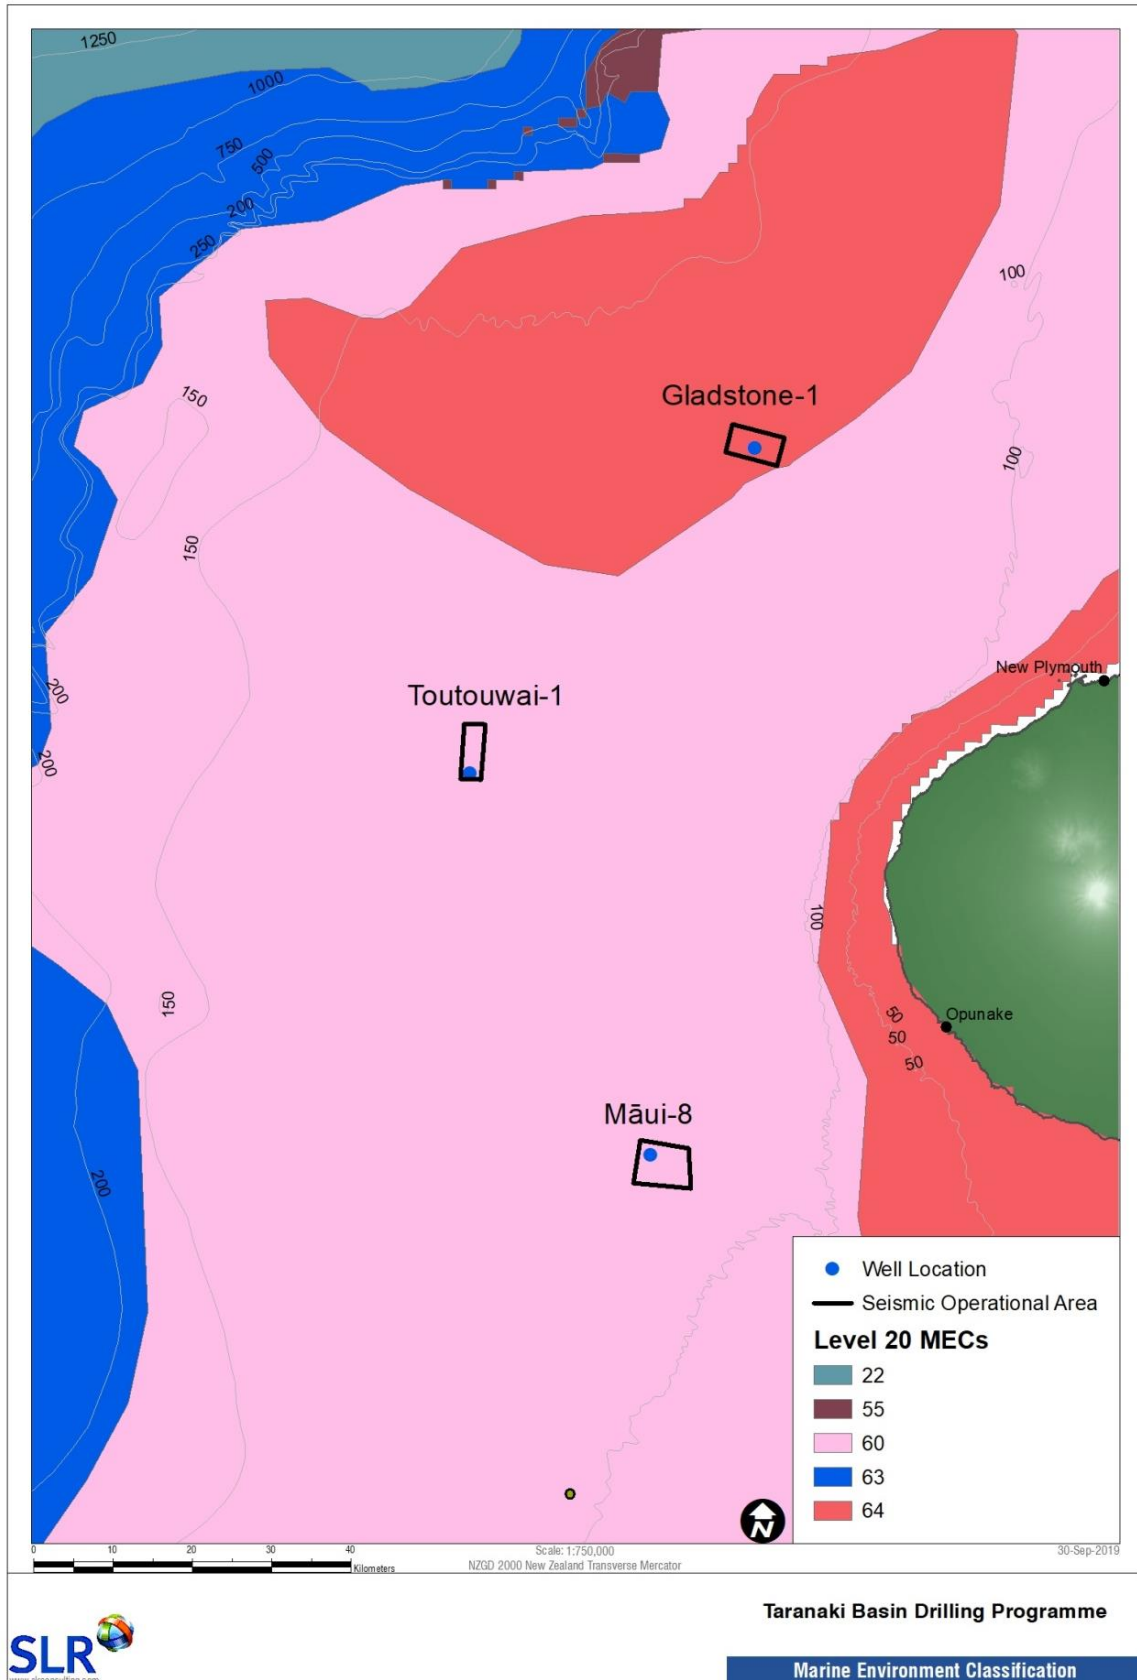 1250
1000
750
500
200
250
150
100
Gladstone-1
100
150
New Plymouth
200
Toutouwai-1
200
100
150
50
Opunake
50
50
Māui-8
200
Well Location
Seismic Operational Area
Level 20 MECs
22
55
60
63
64
N
0 10 20 30 40
Kilometers
Scale: 1:750,000
NZGD 2000 New Zealand Transverse Mercator
30-Sep-2019
Taranaki Basin Drilling Programme
SLR
Marine Environment Classification